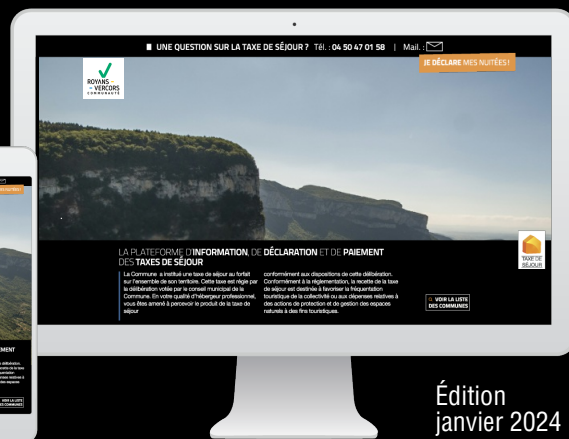 UNE QUESTION SUR LA TAXE DE SÉJOUR ? Tél. : 04 50 47 01 58 | Mail. :
JE DÉCLARE MES NUITÉES !
ROYANS
VERCORS
COMMUNAUTÉ
LA PLATEFORME D'INFORMATION, DE DÉCLARATION ET DE PAIEMENT
DES TAXES DE SÉJOUR
La Commune a institué une taxe de séjour au forfait
sur l'ensemble de son territoire. Cette taxe est régie par
la délibération votée par le conseil municipal de la
Commune. En votre qualité d'hébergeur professionnel,
vous êtes amené à percevoir le produit de la taxe de
séjour
conformément aux dispositions de cette délibération.
Conformément à la réglementation, la recette de la taxe
de séjour est destinée à favoriser la fréquentation
touristique de la collectivité ou aux dépenses relatives à
des actions de protection et de gestion des espaces
naturels à des fins touristiques.
TAXE DE
SÉJOUR
VOIR LA LISTE
DES COMMUNES
EMENT
VOIR LA LISTE
DES COMMUNES
Édition
janvier 2024